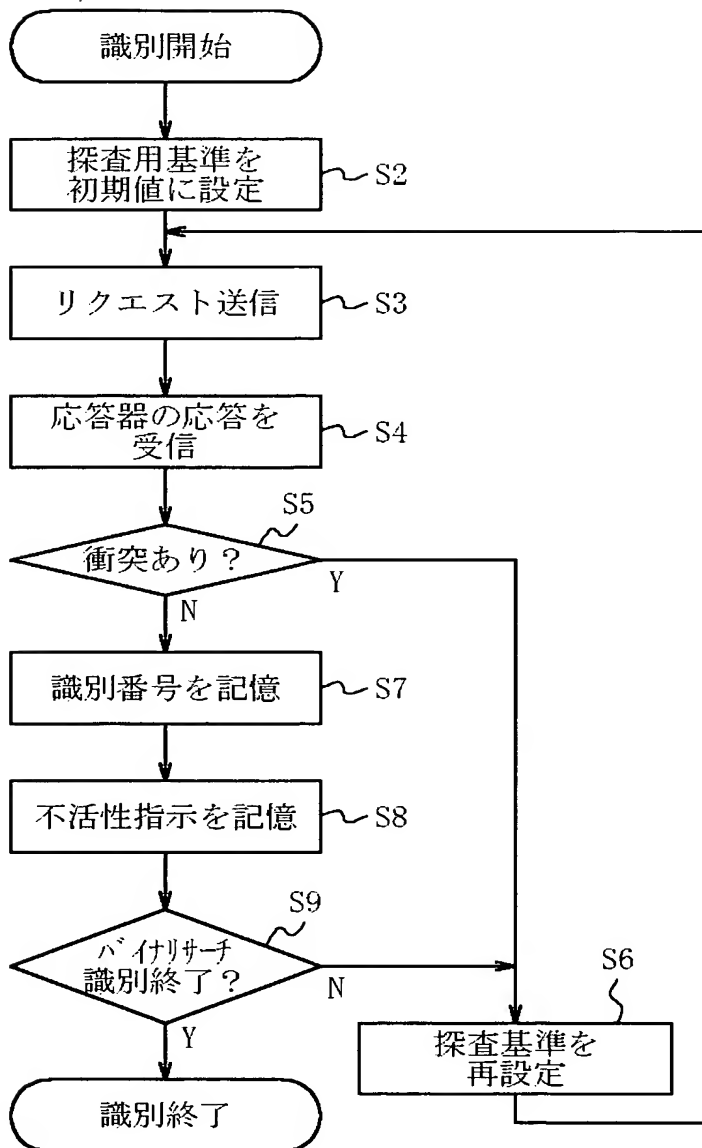 識別開始
探査用基準を
初期値に設定
S2
リクエスト送信
S3
応答器の応答を
受信
S4
S5
衝突あり？
Y
N
識別番号を記憶
S7
不活性指示を記憶
S8
S9
バイナリサーチ
識別終了？
N
Y
S6
探査基準を
再設定
識別終了